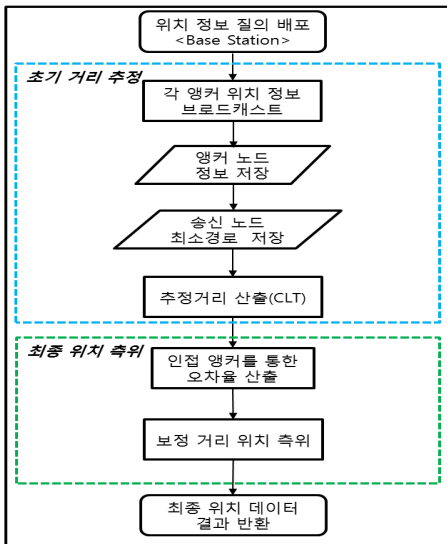 위치 정보 질의 배포
<Base Station>
초기 거리 추정
각 앵커 위치 정보
브로드캐스트
앵커 노드
정보 저장
송신 노드
최소경로 저장
추정거리 산출(CLT)
최종 위치 측위
인접 앵커를 통한
오차율 산출
보정 거리 위치 측위
최종 위치 데이터
결과 반환